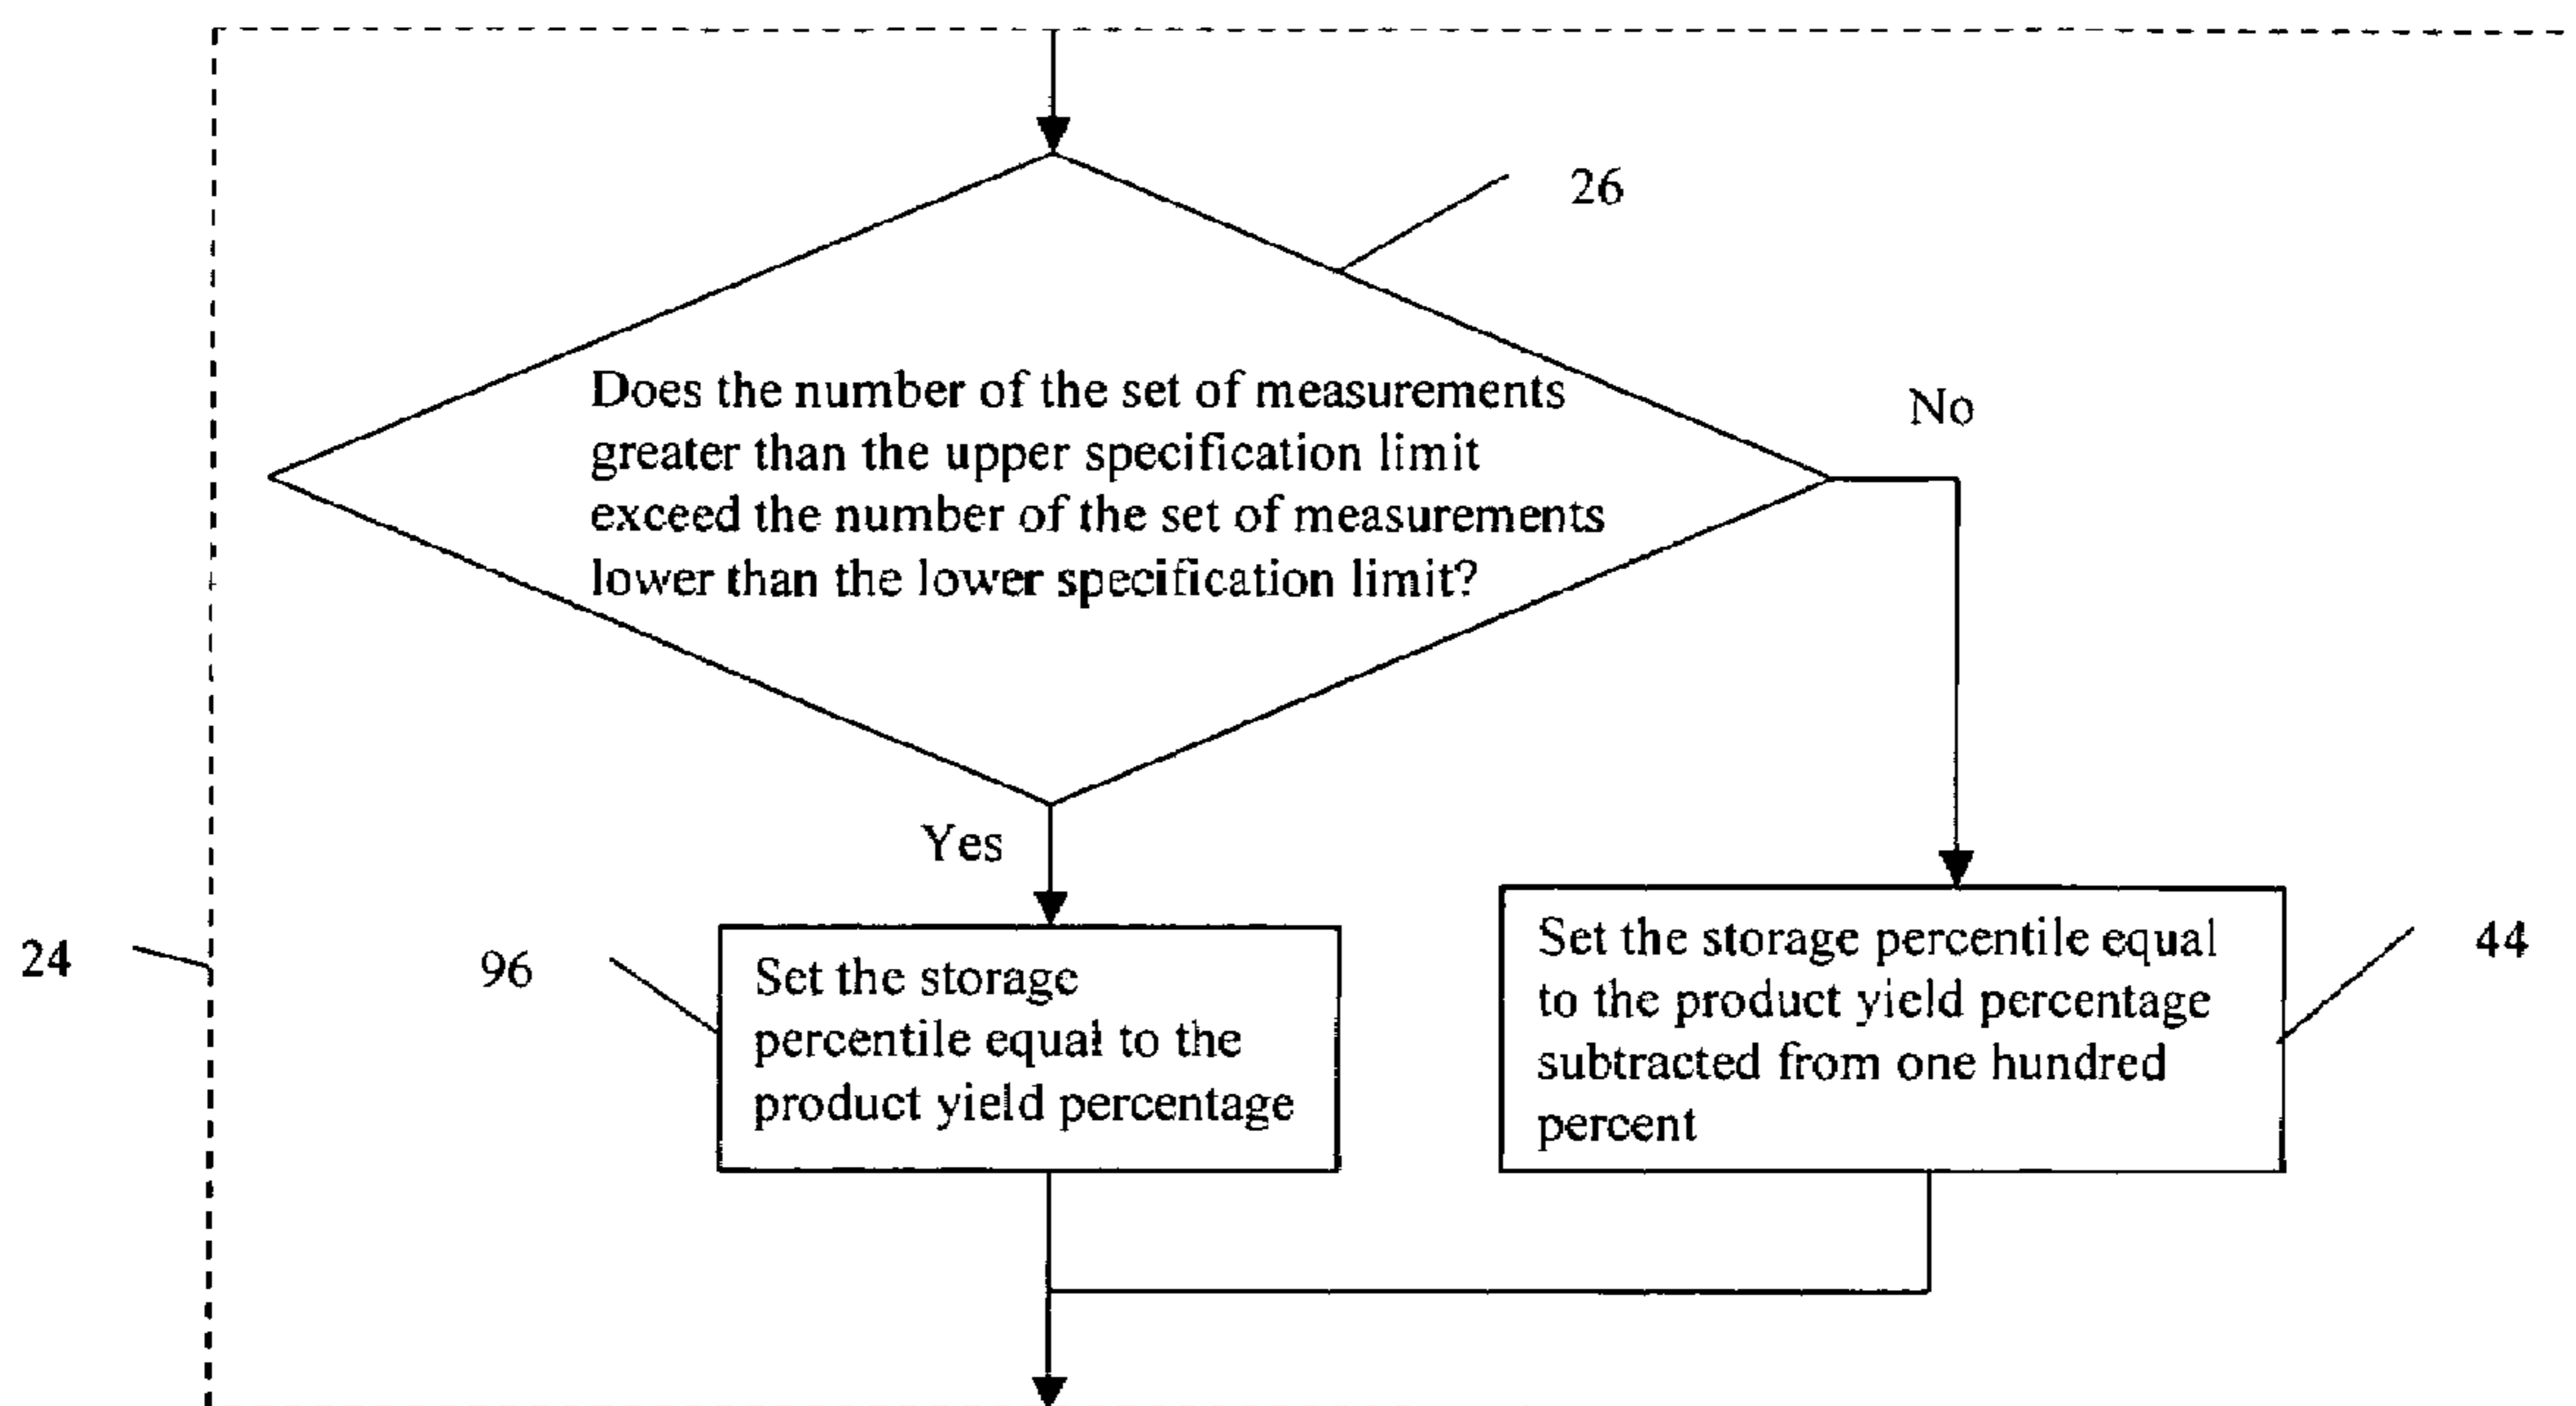 26
Does the number of the set of measurements
greater than the upper specification limit
exceed the number of the set of measurements
lower than the lower specification limit?
No
Yes
24
96
Set the storage
percentile equal to the
product yield percentage
Set the storage percentile equal
to the product yield percentage
subtracted from one hundred
percent
44